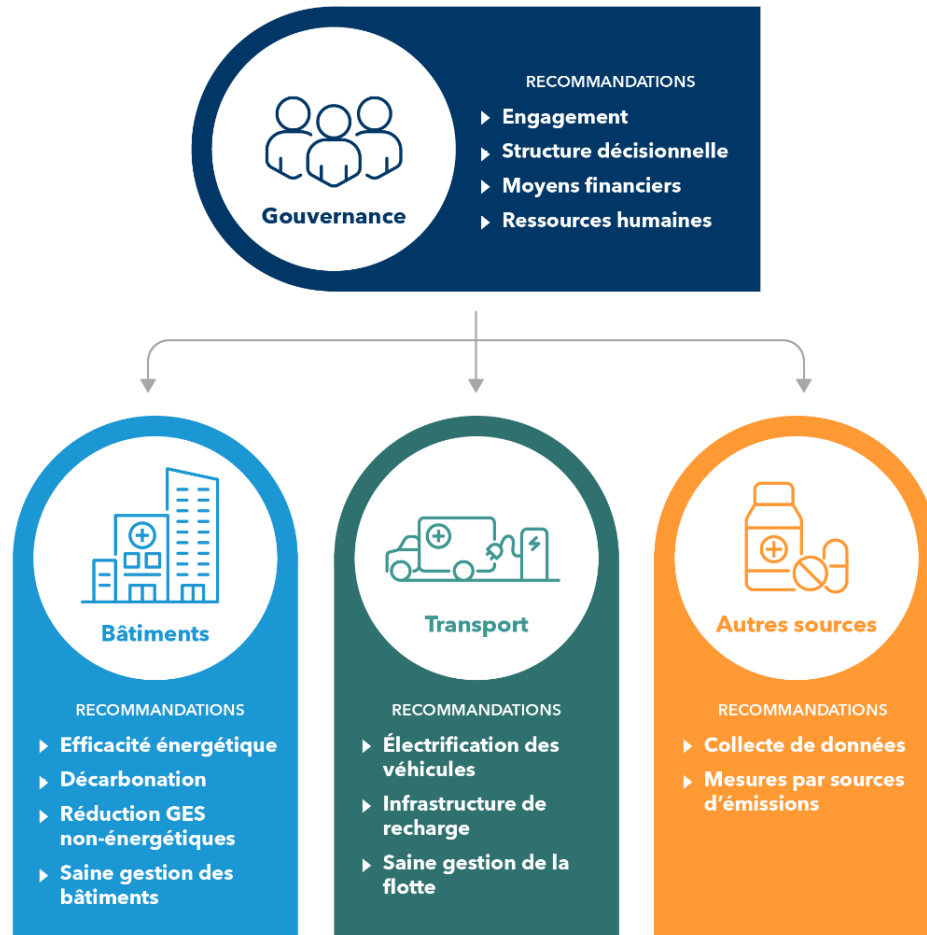 Gouvernance
RECOMMANDATIONS
Engagement
Structure décisionnelle
Moyens financiers
Ressources humaines
Bâtiments
RECOMMANDATIONS
Efficacité énergétique
Décarbonation
Réduction GES
non-énergétiques
Saine gestion des
bâtiments
Transport
RECOMMANDATIONS
Électrification des
véhicules
Infrastructure de
recharge
Saine gestion de la
flotte
Autres sources
RECOMMANDATIONS
Collecte de données
Mesures par sources
d'émissions